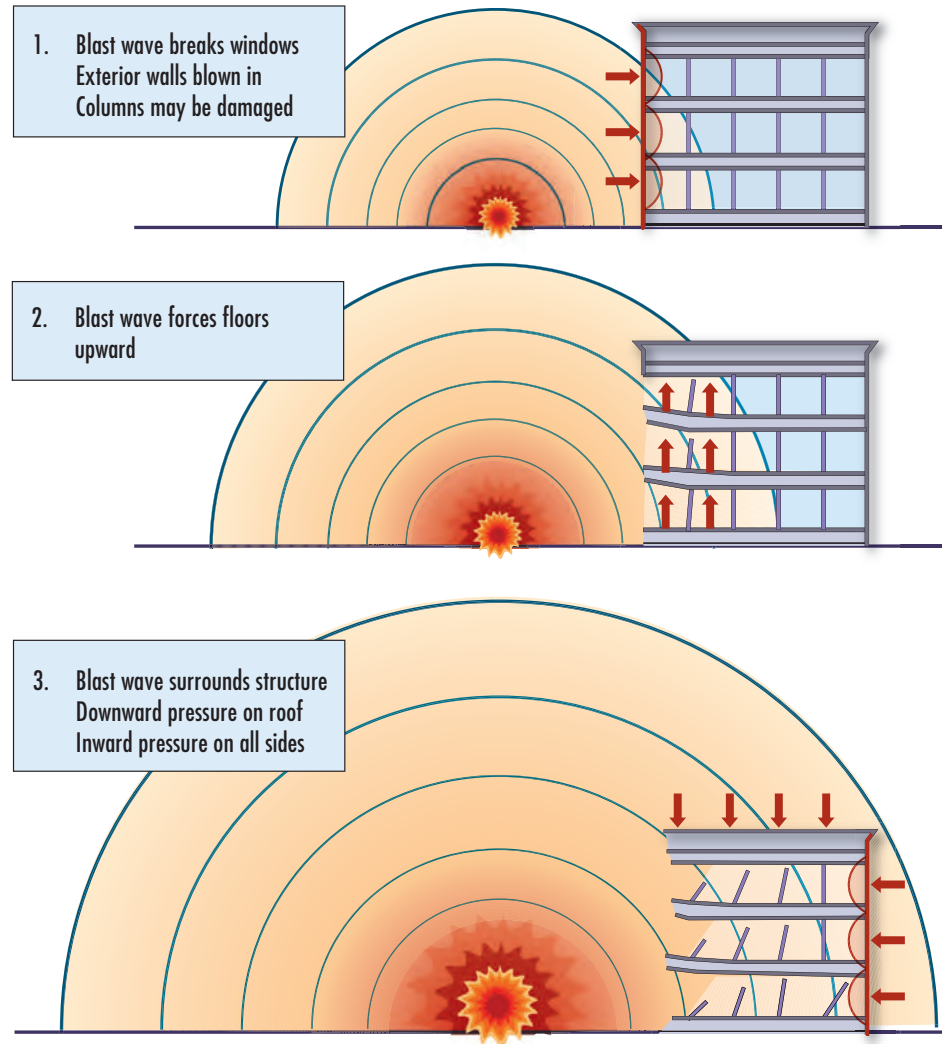 1. Blast wave breaks windows
Exterior walls blown in
Columns may be damaged
2. Blast wave forces floors
upward
3. Blast wave surrounds structure
Downward pressure on roof
Inward pressure on all sides